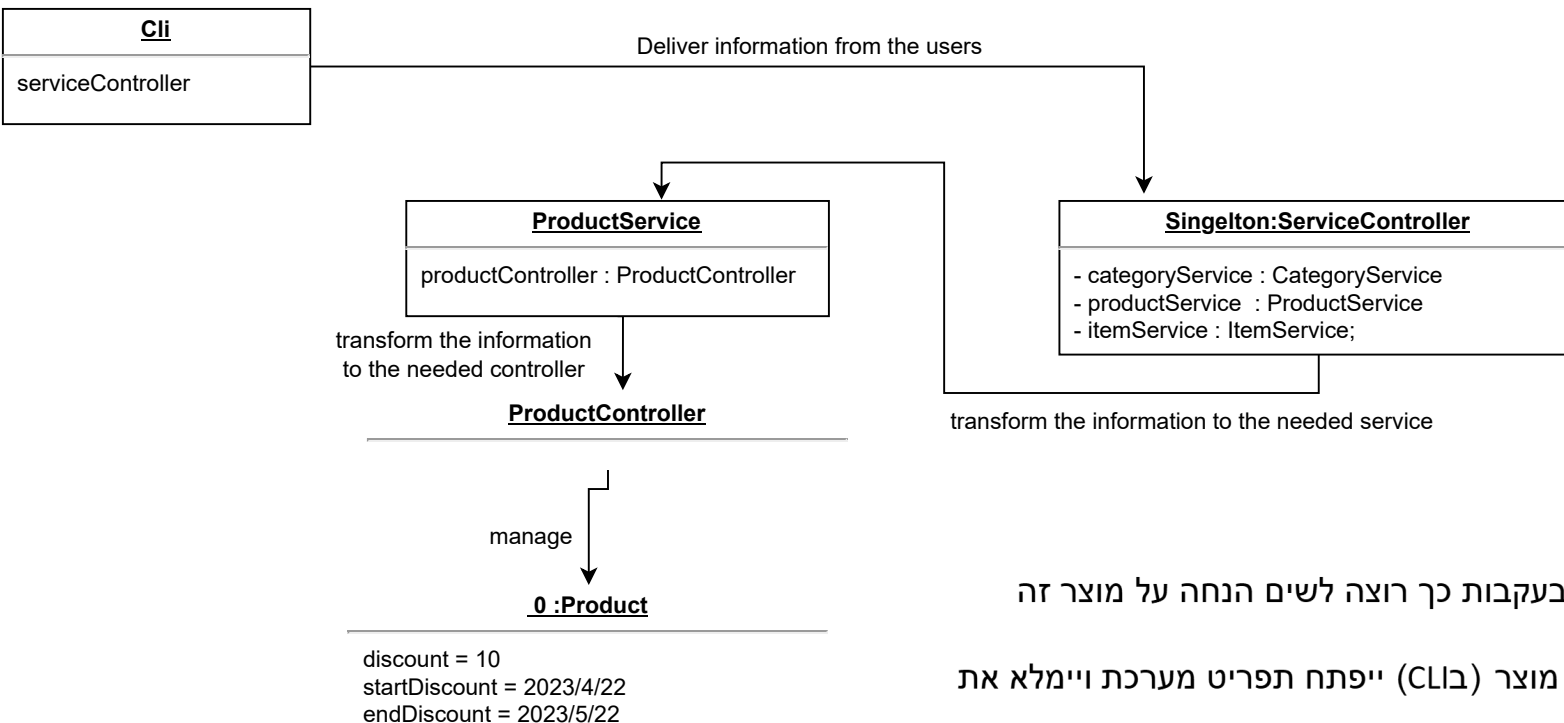 Cli
serviceController
Deliver information from the users
ProductService
productController : ProductController
Singelton:ServiceController
- categoryService : CategoryService
- productService : ProductService
- itemService : ItemService;
transform the information
to the needed controller
ProductController
transform the information to the needed service
manage
0 :Product
discount = 10
startDiscount = 2023/4/22
endDiscount = 2023/5/22
בעקבות כך רוצה לשים הנחה על מוצר זה
מוצר (בCLI) ייפתח תפריט מערכת ויימלא את